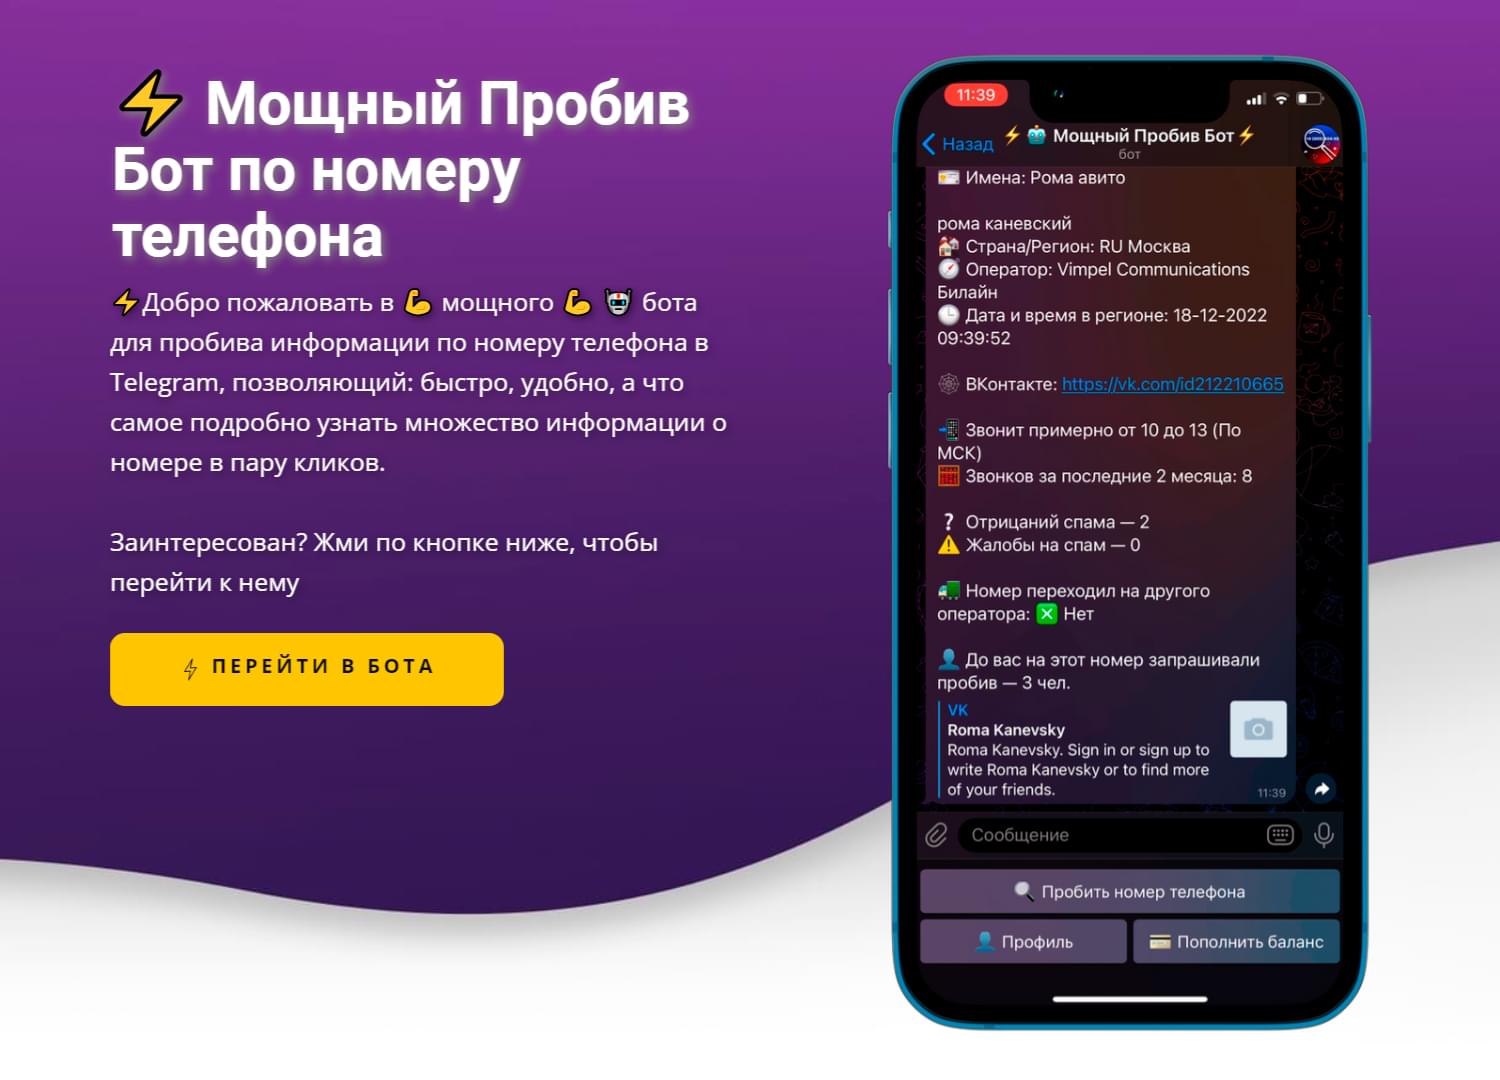 ⚡ Мощный Пробив
Бот по номеру
телефона
⚡Добро пожаловать в 💪 мощного 💪 🤖 бота
для пробива информации по номеру телефона в
Telegram, позволяющий: быстро, удобно, а что
самое подробно узнать множество информации о
номере в пару кликов.
Заинтересован? Жми по кнопке ниже, чтобы
перейти к нему
⚡ ПЕРЕЙТИ В БОТА
11:39
Назад
⚡🤖 Мощный Пробив Бот⚡
бот
🪪 Имена: Рома авито
рома каневский
🏘 Страна/Регион: RU Москва
🧭 Оператор: Vimpel Communications
Билайн
🕒 Дата и время в регионе: 18-12-2022
09:39:52
🕸 ВКонтакте: https://vk.com/id212210665
📲 Звонит примерно от 10 до 13 (По
МСК)
🧮 Звонков за последние 2 месяца: 8
❔ Отрицаний спама — 2
⚠️ Жалобы на спам — 0
🚚 Номер переходил на другого
оператора: ❎ Нет
👤 До вас на этот номер запрашивали
пробив — 3 чел.
VK
Roma Kanevsky
Roma Kanevsky. Sign in or sign up to
write Roma Kanevsky or to find more
of your friends.
11:39
Сообщение
🔍 Пробить номер телефона
👤 Профиль
💳 Пополнить баланс